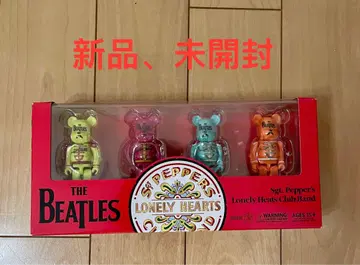 新品、未開封
THE
BEATLES
SGT. PEPPER'S
LONELY HEARTS
Sgt. Pepper's
Lonely Hearts Club Band